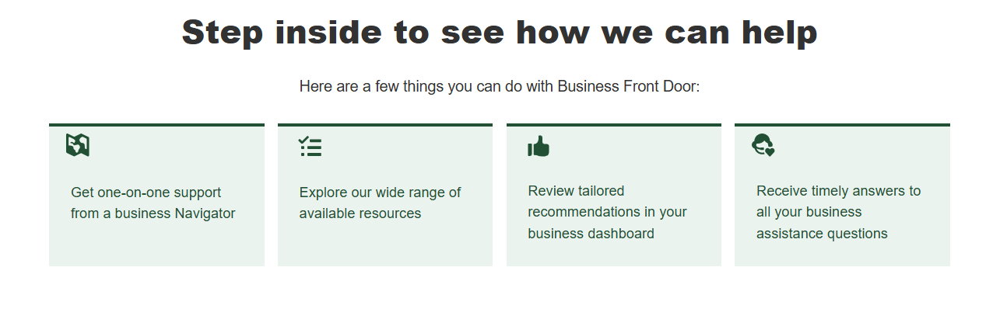 Step inside to see how we can help
Here are a few things you can do with Business Front Door:
Get one-on-one support
from a business Navigator
Explore our wide range of
available resources
Review tailored
recommendations in your
business dashboard
Receive timely answers to
all your business
assistance questions